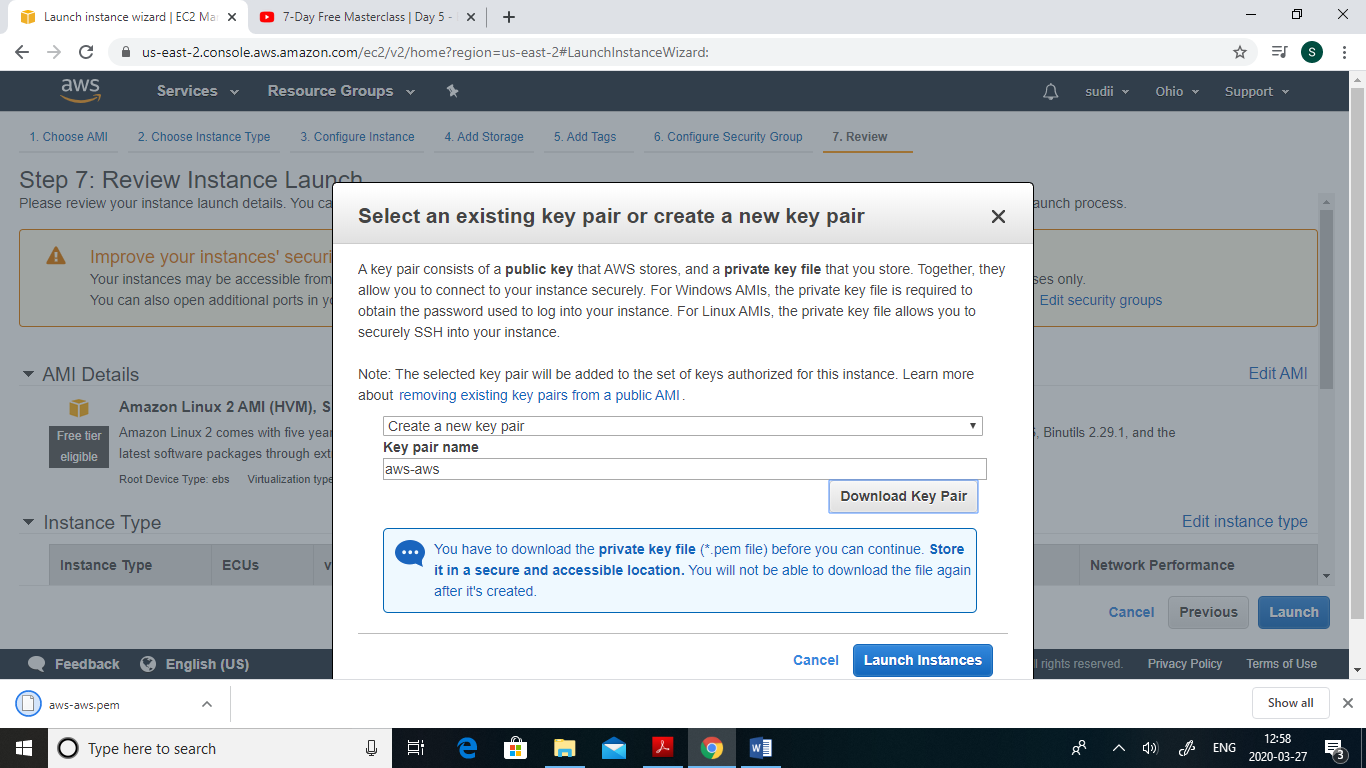 Launch instance wizard | EC2 Ma
7-Day Free Masterclass | Day 5 -
us-east-2.console.aws.amazon.com/ec2/v2/home?region=us-east-2#LaunchInstanceWizard:
S
aws
Services
Resource Groups
sudii
Ohio
Support
1. Choose AMI
2. Choose Instance Type
3. Configure Instance
4. Add Storage
5. Add Tags
6. Configure Security Group
7. Review
Step 7: Review Instance Launch
Please review your instance launch details. You ca
aunch process.
Improve your instances' securi
Your instances may be accessible from
ses only.
You can also open additional ports in yo
Edit security groups
AMI Details
Edit AMI
Free tier
eligible
Amazon Linux 2 AMI (HVM), S
Amazon Linux 2 comes with five year
, Binutils 2.29.1, and the
latest software packages through ext
Root Device Type: ebs
Virtualization type
Instance Type
Edit instance type
Instance Type
ECUs
v
Network Performance
Cancel
Previous
Launch
Select an existing key pair or create a new key pair
A key pair consists of a public key that AWS stores, and a private key file that you store. Together, they
allow you to connect to your instance securely. For Windows AMIs, the private key file is required to
obtain the password used to log into your instance. For Linux AMIs, the private key file allows you to
securely SSH into your instance.
Note: The selected key pair will be added to the set of keys authorized for this instance. Learn more
about removing existing key pairs from a public AMI .
Create a new key pair
Key pair name
aws-aws
Download Key Pair
You have to download the private key file (*.pem file) before you can continue. Store
it in a secure and accessible location. You will not be able to download the file again
after it's created.
Cancel
Launch Instances
Feedback
English (US)
l rights reserved.
Privacy Policy
Terms of Use
aws-aws.pem
Show all
Type here to search
ENG
12:58
2020-03-27
3